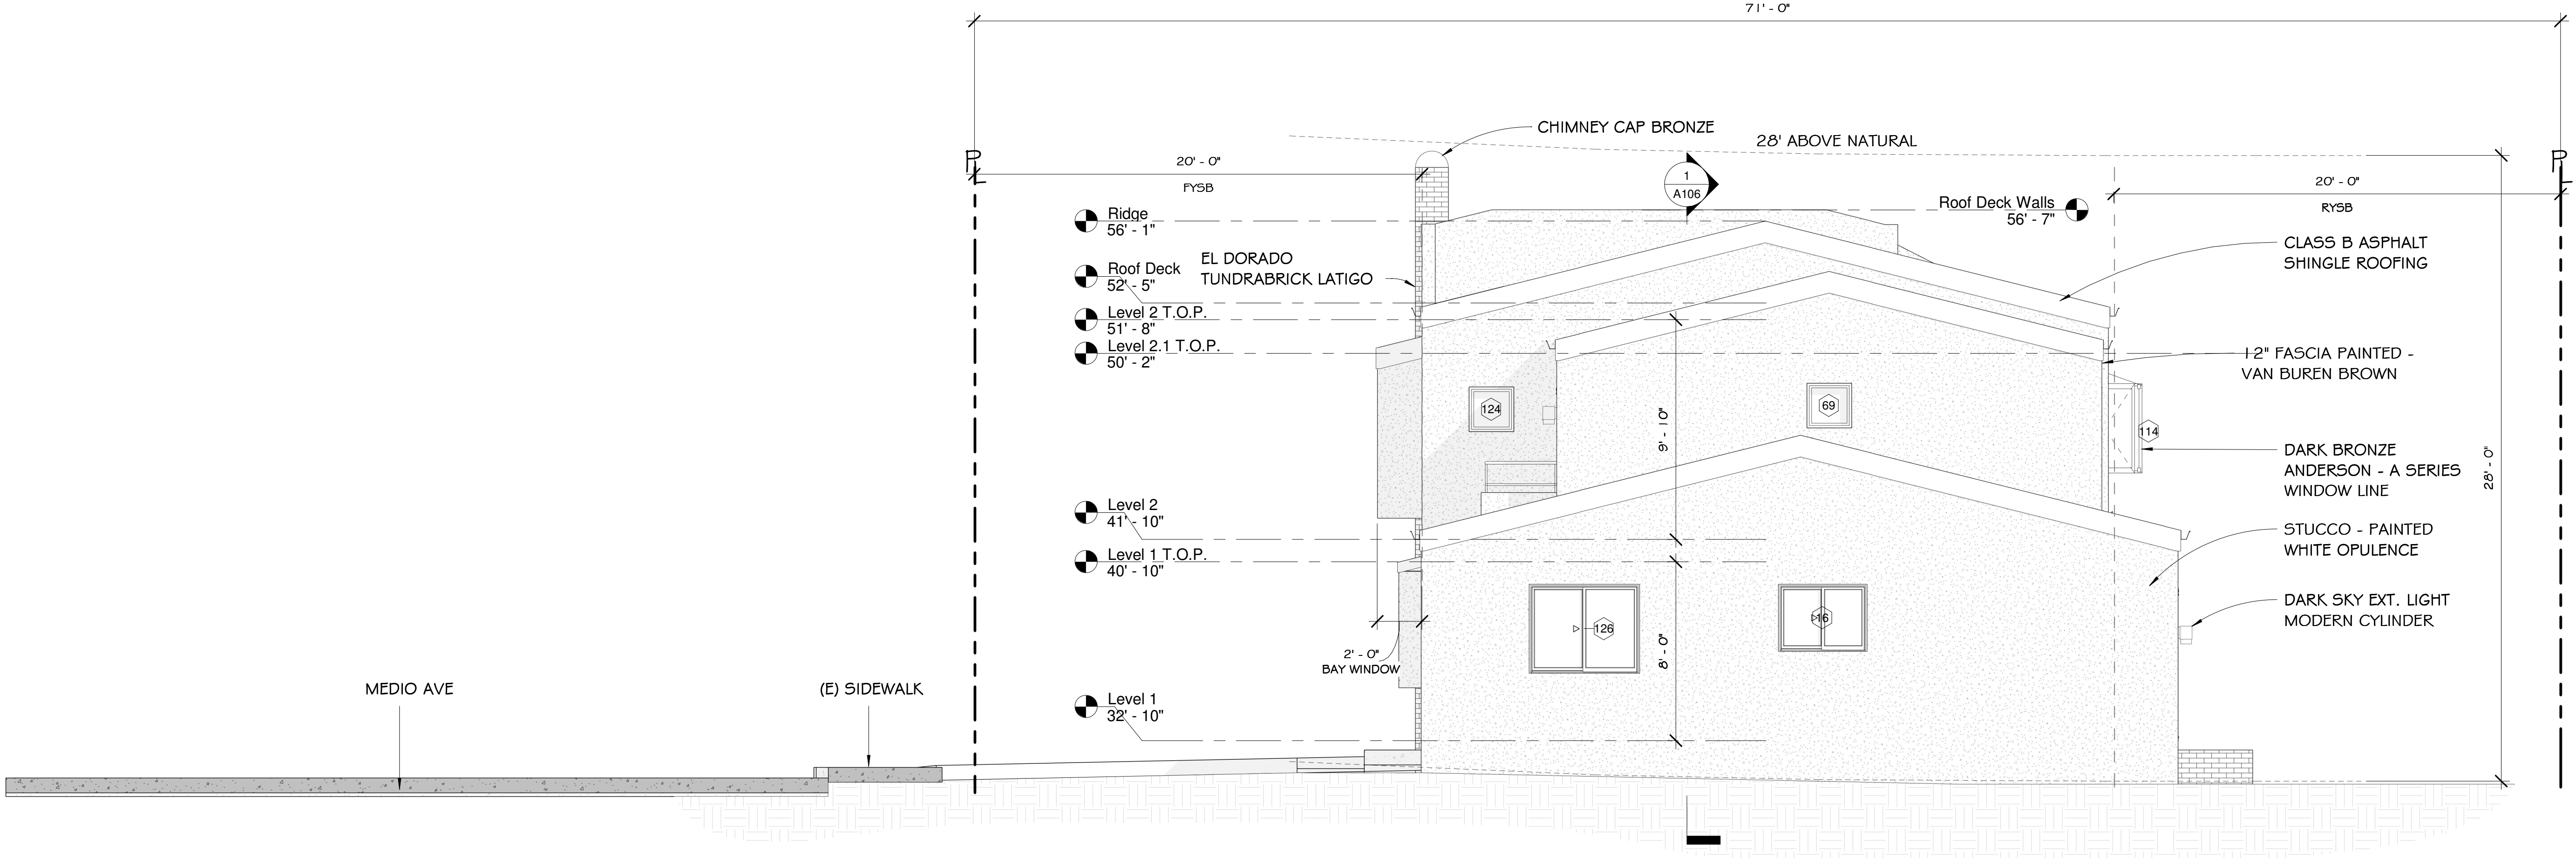 71' - 0"
CHIMNEY CAP BRONZE
28' ABOVE NATURAL
PL
20' - 0"
FYSB
1
A106
PL
20' - 0"
RYSB
Ridge
56' - 1"
Roof Deck Walls
56' - 7"
EL DORADO
TUNDRABRICK LATIGO
CLASS B ASPHALT
SHINGLE ROOFING
Roof Deck
52' - 5"
Level 2 T.O.P.
51' - 8"
Level 2.1 T.O.P.
50' - 2"
12" FASCIA PAINTED -
VAN BUREN BROWN
124
69
9' - 10"
114
DARK BRONZE
ANDERSON - A SERIES
WINDOW LINE
28' - 0"
Level 2
41' - 10"
Level 1 T.O.P.
40' - 10"
STUCCO - PAINTED
WHITE OPULENCE
DARK SKY EXT. LIGHT
MODERN CYLINDER
126
116
8' - 0"
2' - 0"
BAY WINDOW
MEDIO AVE
(E) SIDEWALK
Level 1
32' - 10"